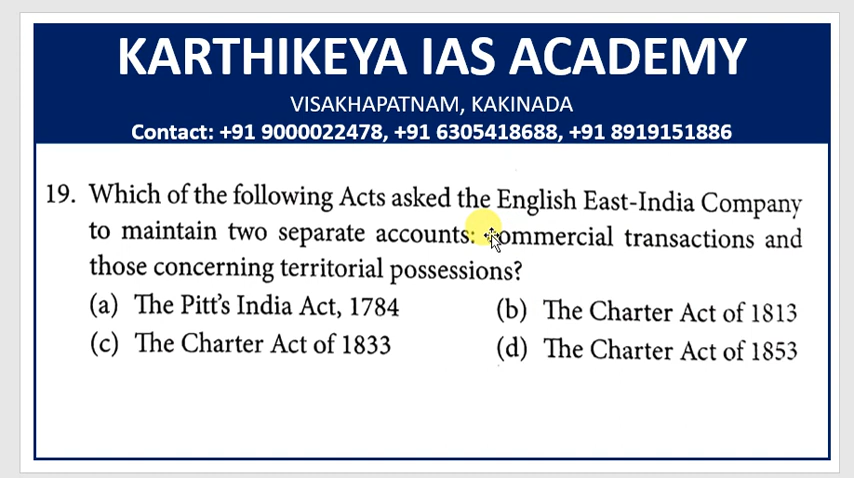 KARTHIKEYA IAS ACADEMY
VISAKHAPATNAM, KAKINADA
Contact: +91 9000022478, +91 6305418688, +91 8919151886
19. Which of the following Acts asked the English East-India Company
to maintain two separate accounts: commercial transactions and
those concerning territorial possessions?
(a) The Pitt's India Act, 1784 (b) The Charter Act of 1813
(c) The Charter Act of 1833 (d) The Charter Act of 1853